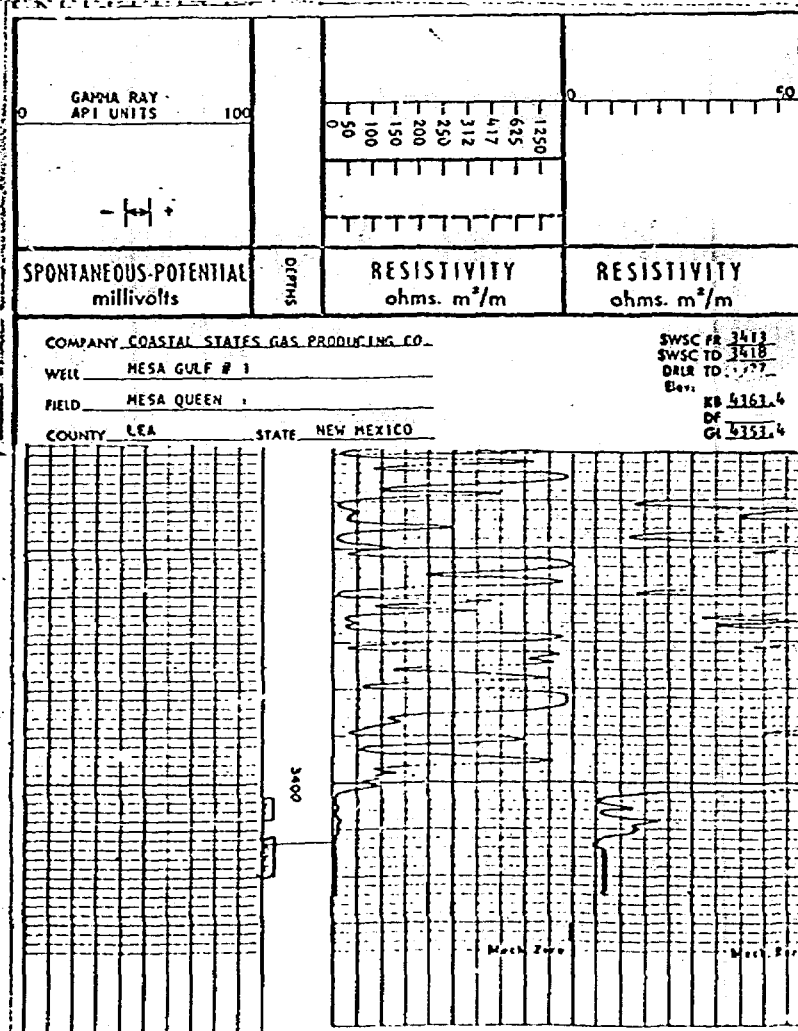 GAMMA RAY
0 API UNITS 100
0 50 100 150 200 250 312 417 625 1250
0 50
- +
SPONTANEOUS-POTENTIAL
millivolts
DEPTHS
RESISTIVITY
ohms. m²/m
RESISTIVITY
ohms. m²/m
COMPANY COASTAL STATES GAS PRODUCING CO.
WELL MESA GULF # 1
FIELD MESA QUEEN
COUNTY LEA STATE NEW MEXICO
SWSC FR 3413
SWSC TD 3418
DRLR TD
Elev:
KB 4363.4
DF
GL 4353.4
3400
Mech. Zero
Mech. Zero